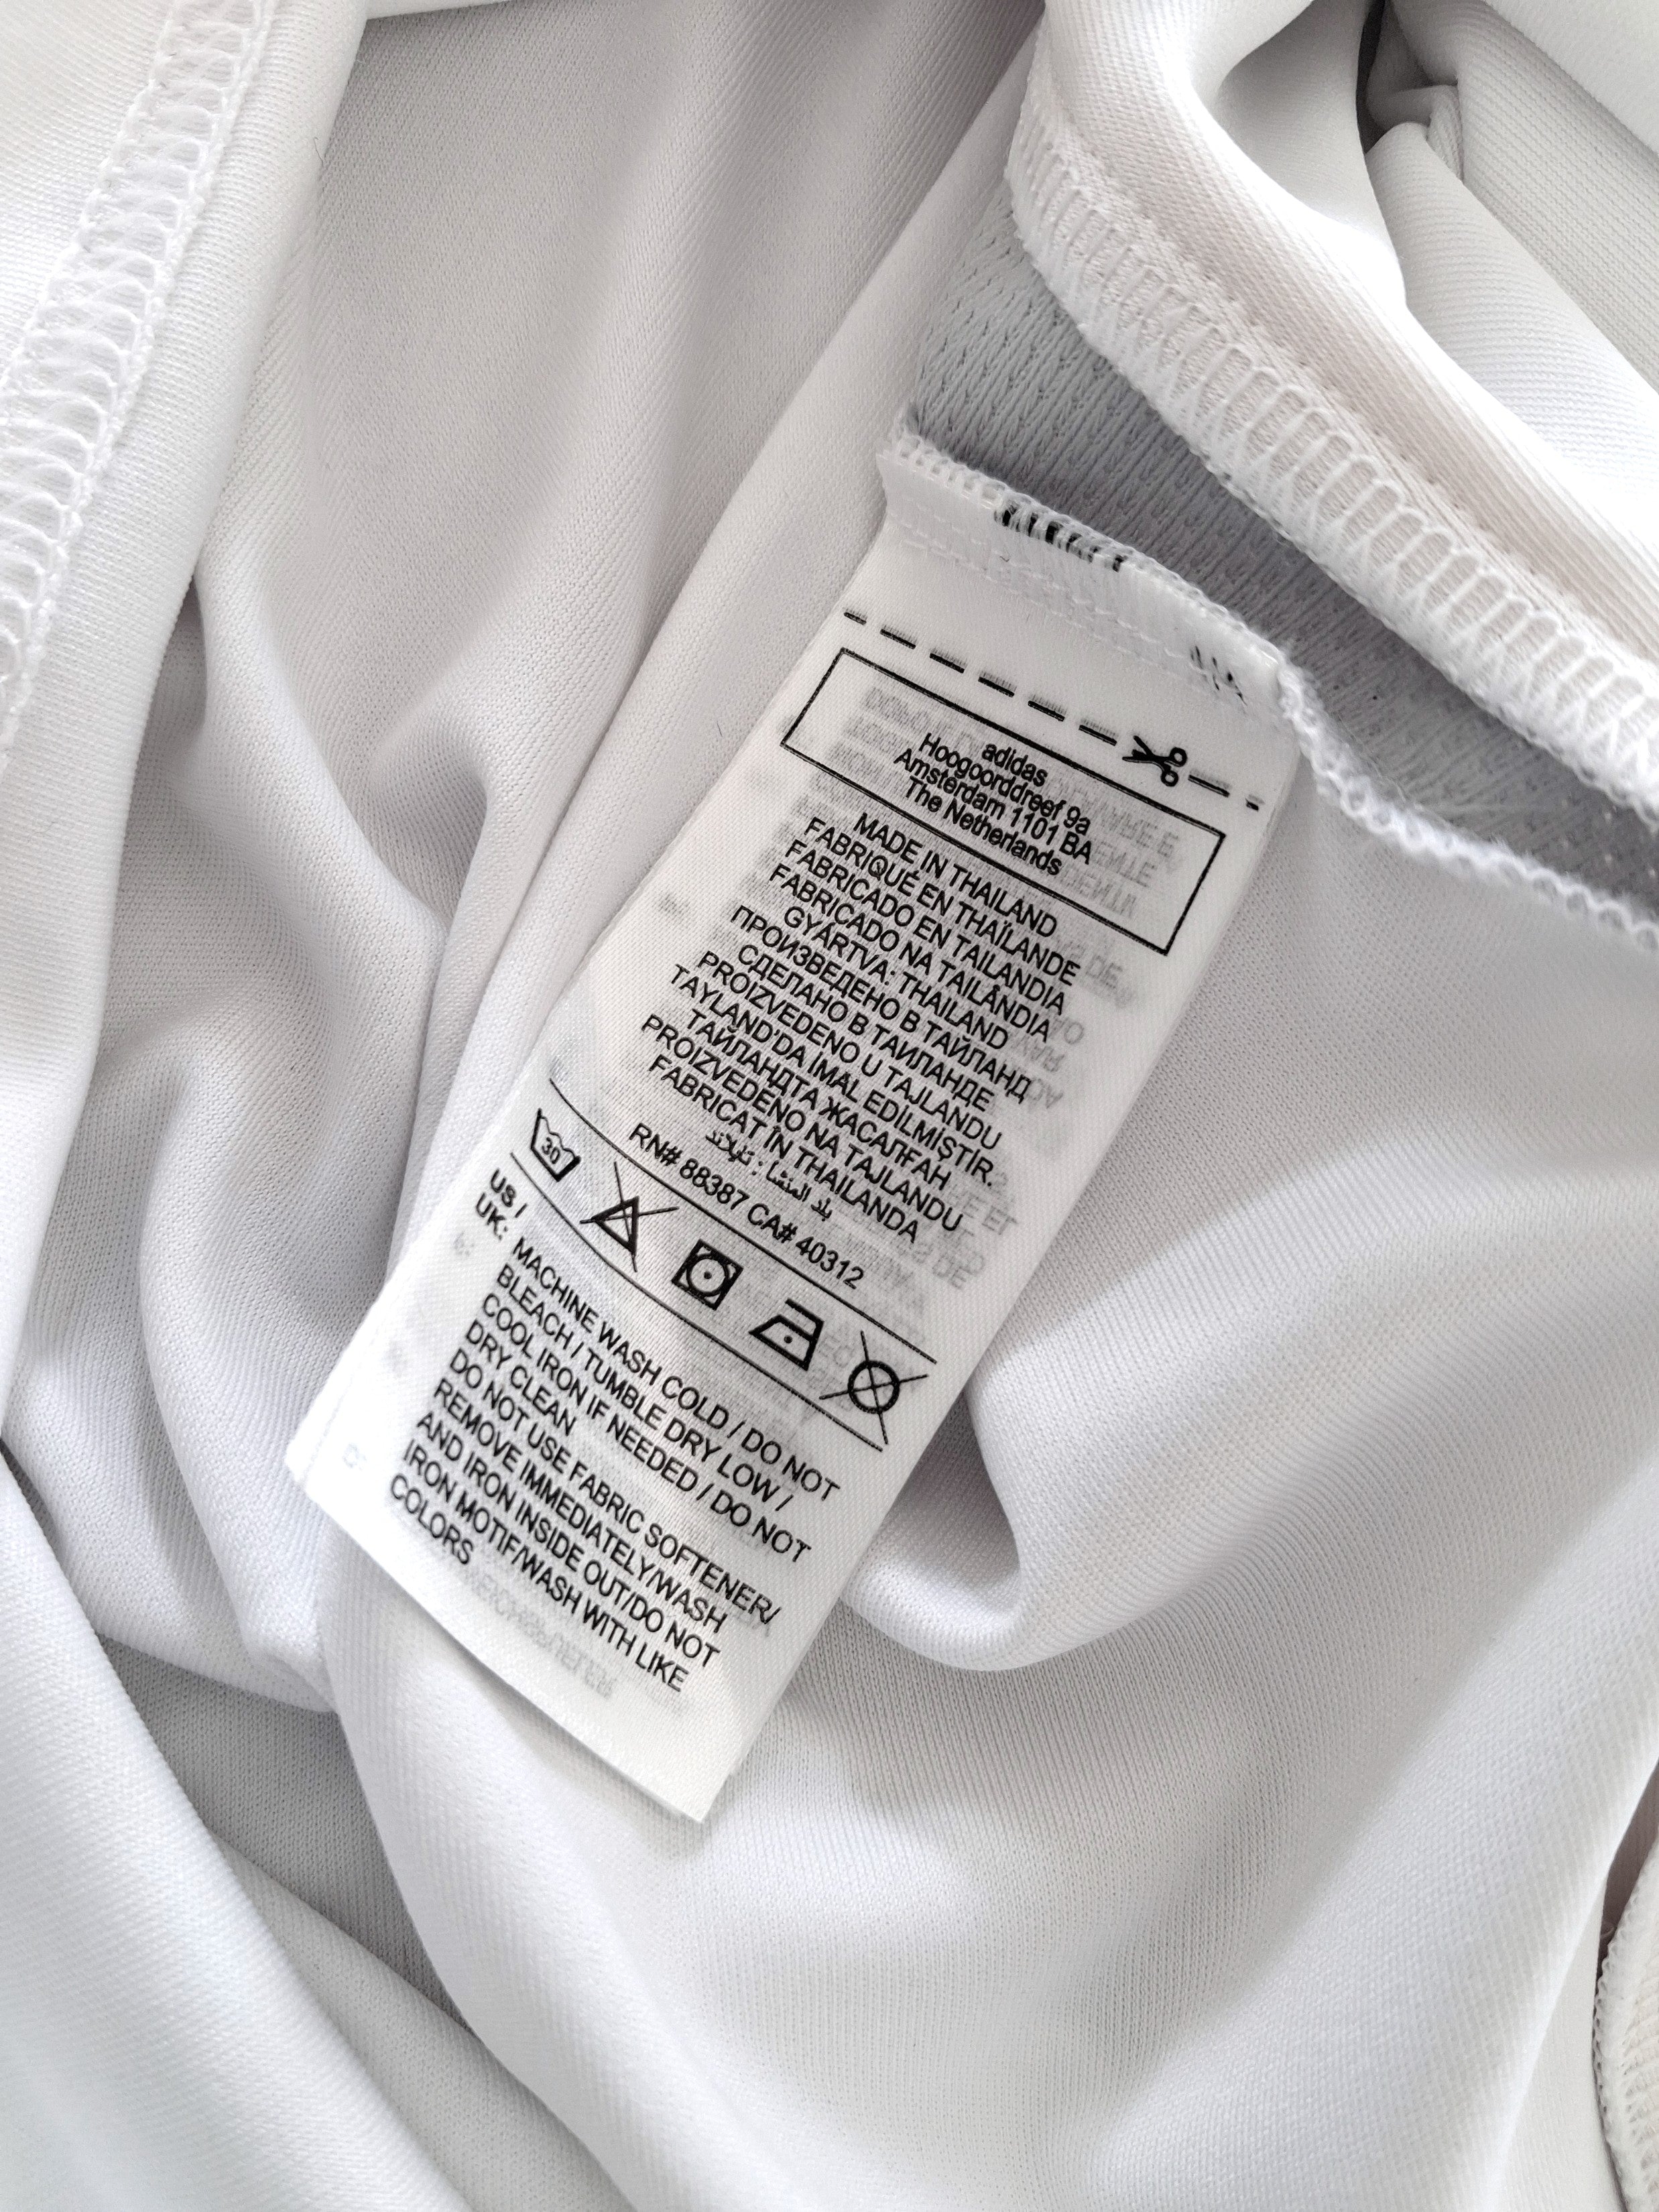 adidas
Hoogoorddreef 9a
Amsterdam 1101 BA
The Netherlands
MADE IN THAILAND
FABRIQUÉ EN THAÏLANDE
FABRICADO EN TAILANDIA
FABRICADO NA TAILÂNDIA
GYÁRTVA: THAILAND
ПРОИЗВЕДЕНО В ТАЙЛАНД
СДЕЛАНО В ТАИЛАНДЕ
PROIZVEDENO U TAJLANDU
TAYLAND'DA İMAL EDİLMİŞTİR.
ТАЙЛАНДТА ЖАСАЛҒАН
PROIZVEDENO NA TAJLANDU
FABRICAT ÎN THAILANDA
بلد المنشأ : تايلاند
RN# 88387 CA# 40312
30
US /
UK: MACHINE WASH COLD / DO NOT
BLEACH / TUMBLE DRY LOW /
COOL IRON IF NEEDED / DO NOT
DRY CLEAN
DO NOT USE FABRIC SOFTENER/
REMOVE IMMEDIATELY/WASH
AND IRON INSIDE OUT/DO NOT
IRON MOTIF/WASH WITH LIKE
COLORS